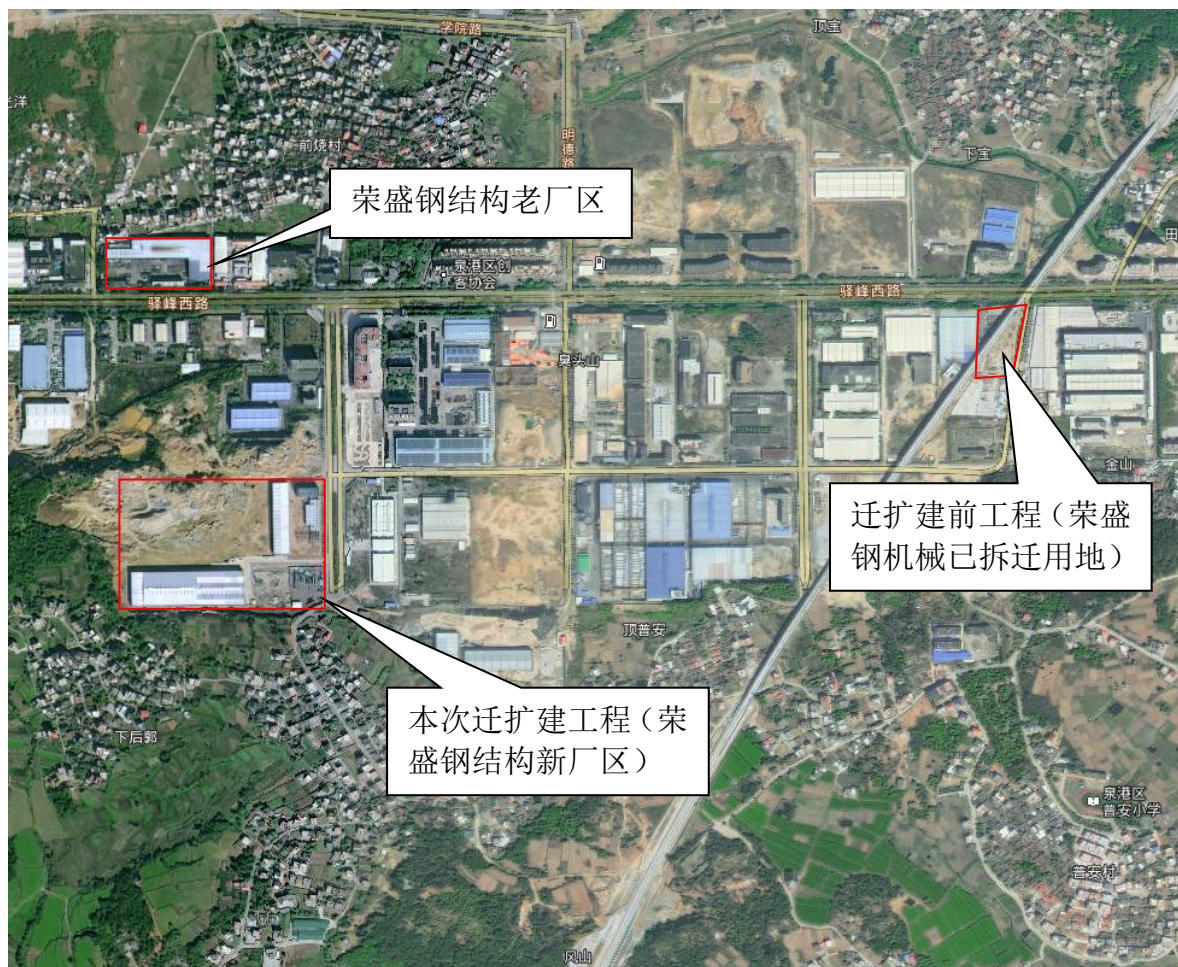 学院路
顶宝
光洋
明德路
前烧村
下宝
荣盛钢结构老厂区
田
泉港区创
客协会
驿峰西路
驿峰西路
臭头山
金山
迁扩建前工程（荣盛
钢机械已拆迁用地）
顶普安
本次迁扩建工程（荣
盛钢结构新厂区）
下后郭
泉港区
普安小学
普安村
风山